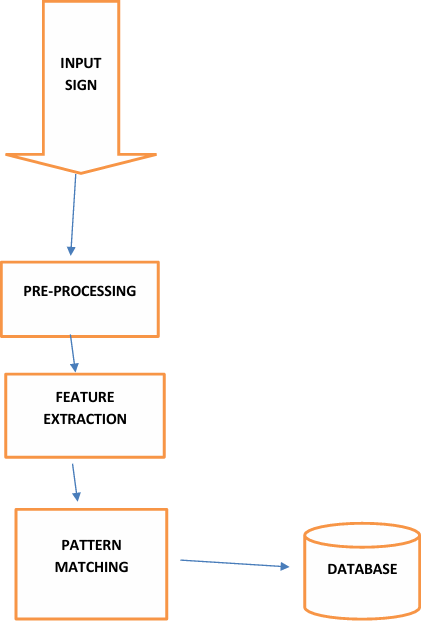 INPUT
SIGN
PRE-PROCESSING
FEATURE
EXTRACTION
PATTERN
MATCHING
DATABASE